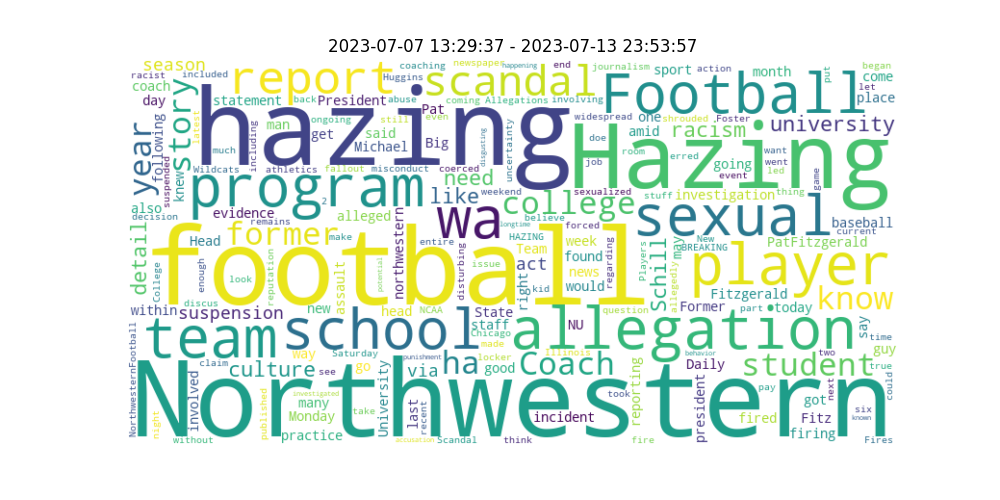 2023-07-07 13:29:37 - 2023-07-13 23:53:57
season
racist
included
coach
day
report
coaching
newspapes
happening
end
journalism
Huggins
scandal
sport
action
month
put
began
let
come
place
Football
statement
back
President
abuse
coming
Allegations
involving
story
latest
year
following
suspended
knew
hazing
man
ongoing
get
said
still
Pat
even
Michael
Big
disgusting
uncertainty
widespread
one
shrouded
Foster
doe
amid
racism
university
job
room
erred
going
want
went
led
event
game
Hazing
much
including
Wildcats
athletics
fallout
misconduct
coerced
need
weekend
sexualized
stuff
investigation
thing
program
2
like
college
also
decision
evidence
remains
alleged
wa
longtime
believe
forced
sexual
baseball
current
detail
College
former
make
northwestern
entire
HAZING
Team
week
found
regarding
Players
Schill
may
New
BREAKING
PatFitzgerald
Head
enough
look
reputation
assault
potential
disturbing
issue
act
right
kid
news
would
allegedly
player
football
Fitzgerald
know
within
discus
suspension
new
head
NCAA
State
staff
Chicago
made
NU
question
Former
part
today
say
time
team
school
allegation
guy
true
NorthwesternFootball
claim
involved
culture
way
Saturday
see
go
punishment
via
ha
locker
good
Illinois
Coach
behavior
Daily
two
student
could
Northwestern
night
published
investigated
many
Monday
practice
take
University
last
recent
incident
took
reporting
president
pay
fired
got
next
Fitz
firing
six
known
without
accusation
Scandal
think
fire
Fires